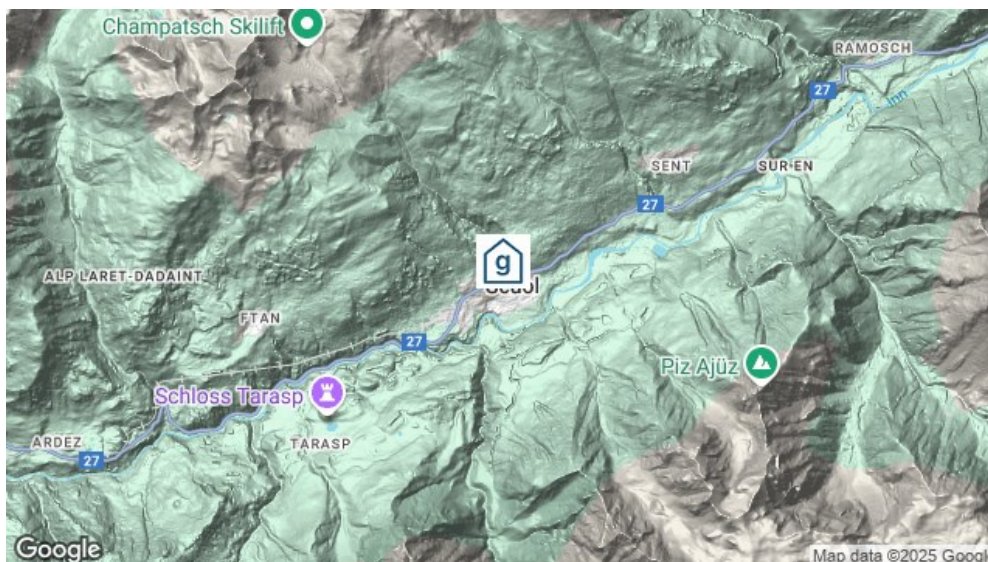 Champatsch Skilift
RAMOSCH
27
Inn
SENT
SUR EN
27
g
Scuol
ALP LARET-DADAINT
FTAN
27
Piz Ajüz
Schloss Tarasp
ARDEZ
TARASP
27
Google
Map data ©2025 Google